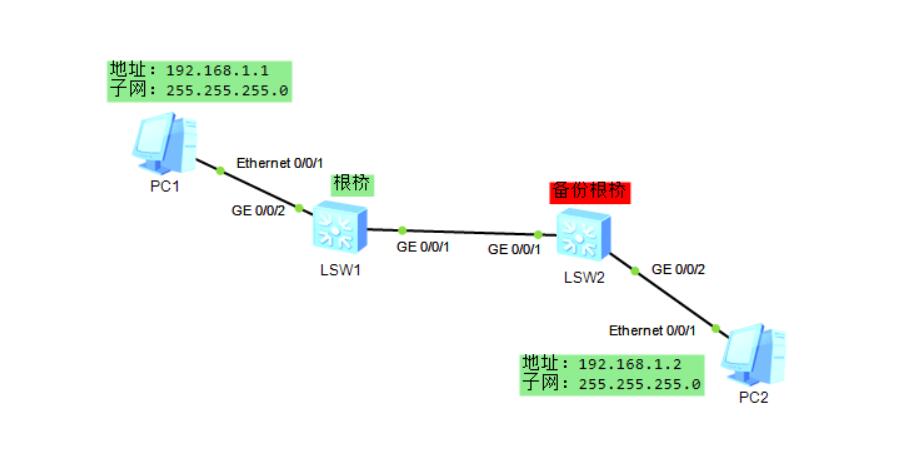 地址：192.168.1.1
子网：255.255.255.0
Ethernet 0/0/1
PC1
根桥
GE 0/0/2
备份根桥
GE 0/0/1
GE 0/0/1
LSW1
LSW2
GE 0/0/2
Ethernet 0/0/1
地址：192.168.1.2
子网：255.255.255.0
PC2